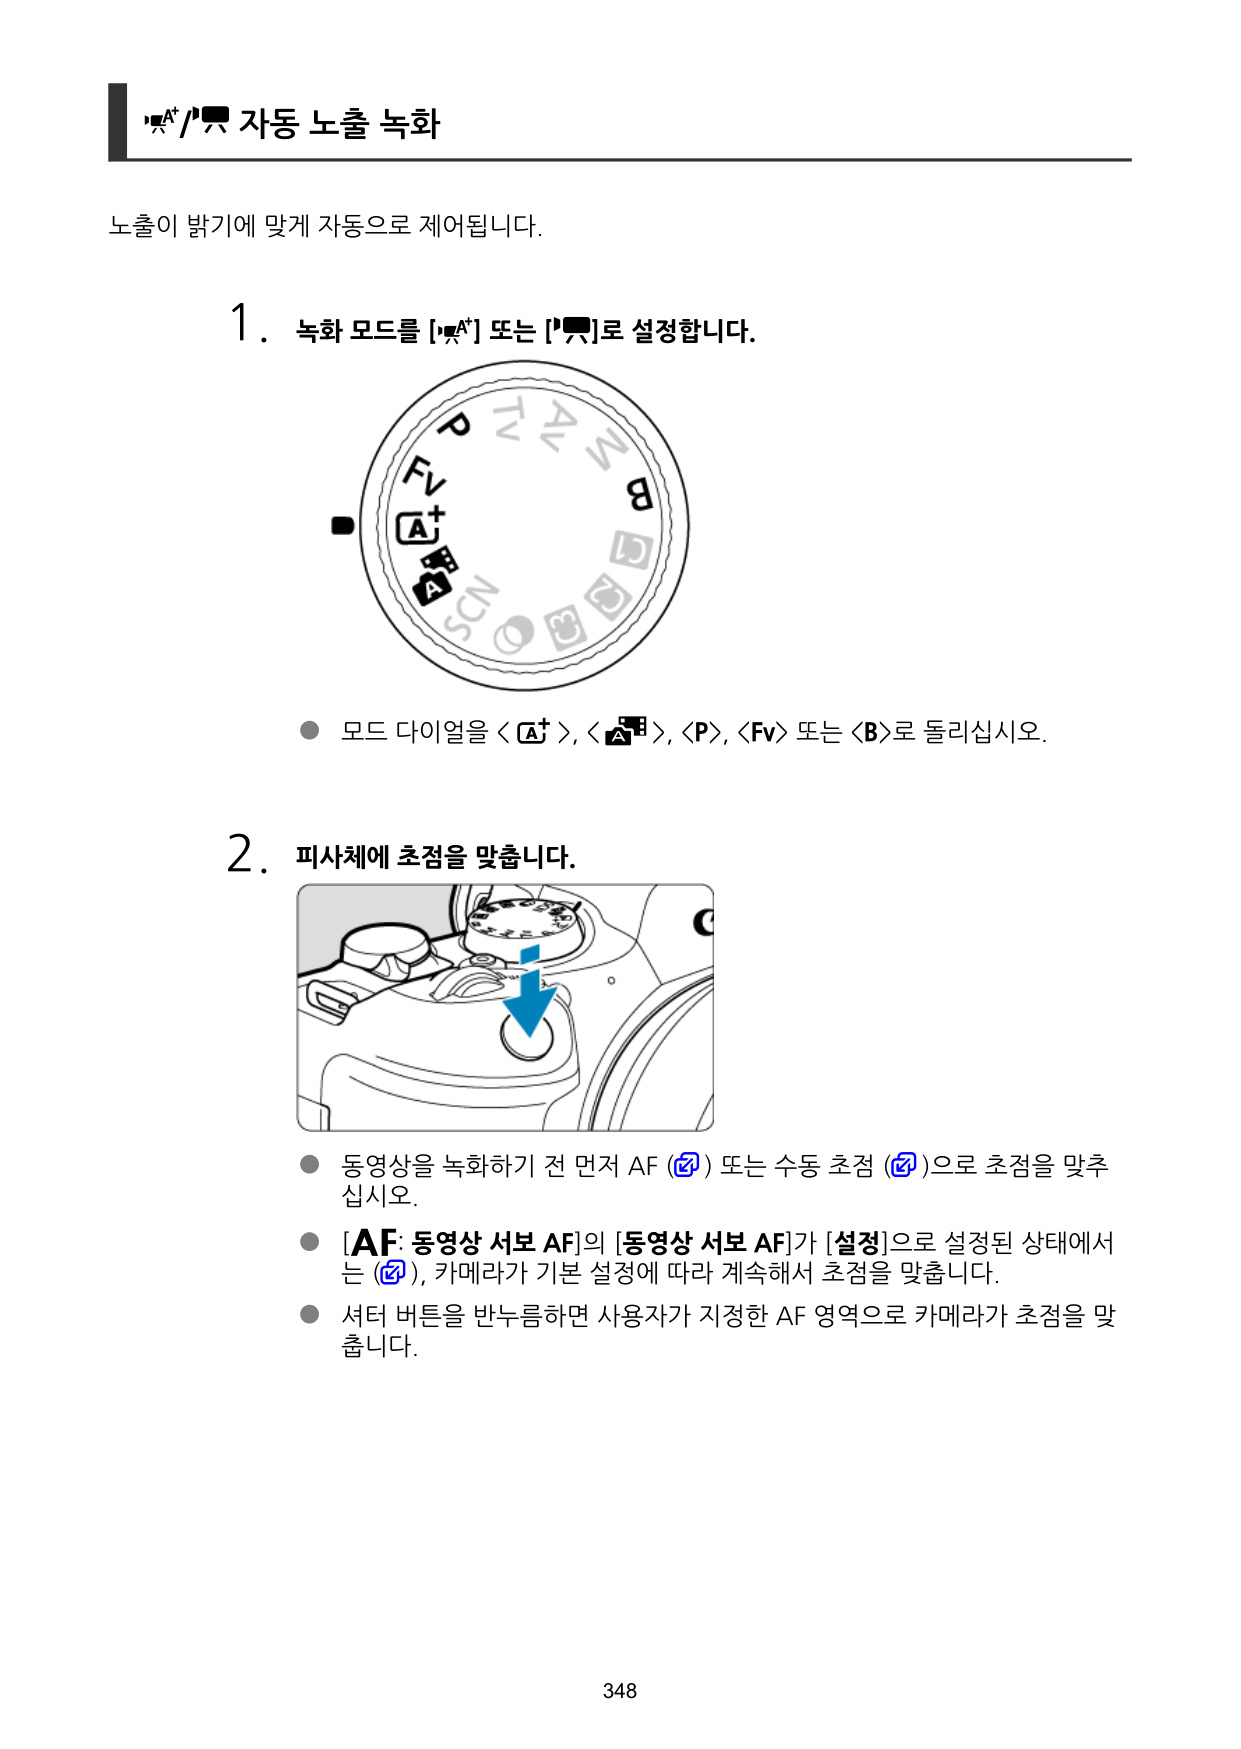 A+/ 자동 노출 녹화
노출이 밝기에 맞게 자동으로 제어됩니다.
1. 녹화 모드를 [A+] 또는 []로 설정합니다.
Tv
Av
M
P
Fv
B
A+
C1
A
SCN
C2
C3
● 모드 다이얼을 < A+ >, < A >, <P>, <Fv> 또는 <B>로 돌리십시오.
2. 피사체에 초점을 맞춥니다.
● 동영상을 녹화하기 전 먼저 AF () 또는 수동 초점 ()으로 초점을 맞추
십시오.
● [AF: 동영상 서보 AF]의 [동영상 서보 AF]가 [설정]으로 설정된 상태에서
는 (), 카메라가 기본 설정에 따라 계속해서 초점을 맞춥니다.
● 셔터 버튼을 반누름하면 사용자가 지정한 AF 영역으로 카메라가 초점을 맞
춥니다.
348